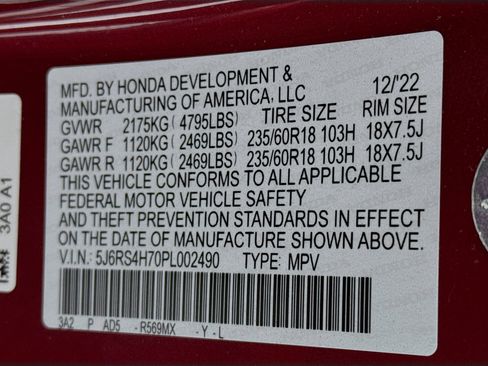 MFD. BY HONDA DEVELOPMENT &
MANUFACTURING OF AMERICA, LLC 12/'22
GVWR 2175KG ( 4795LBS) TIRE SIZE RIM SIZE
GAWR F 1120KG ( 2469LBS) 235/60R18 103H 18X7.5J
GAWR R 1120KG ( 2469LBS) 235/60R18 103H 18X7.5J
THIS VEHICLE CONFORMS TO ALL APPLICABLE
FEDERAL MOTOR VEHICLE SAFETY
AND THEFT PREVENTION STANDARDS IN EFFECT
ON THE DATE OF MANUFACTURE SHOWN ABOVE.
V.I.N.: 5J6RS4H70PL002490 TYPE: MPV
3A2 P AD5 - R569MX - Y - L
3A0 A1